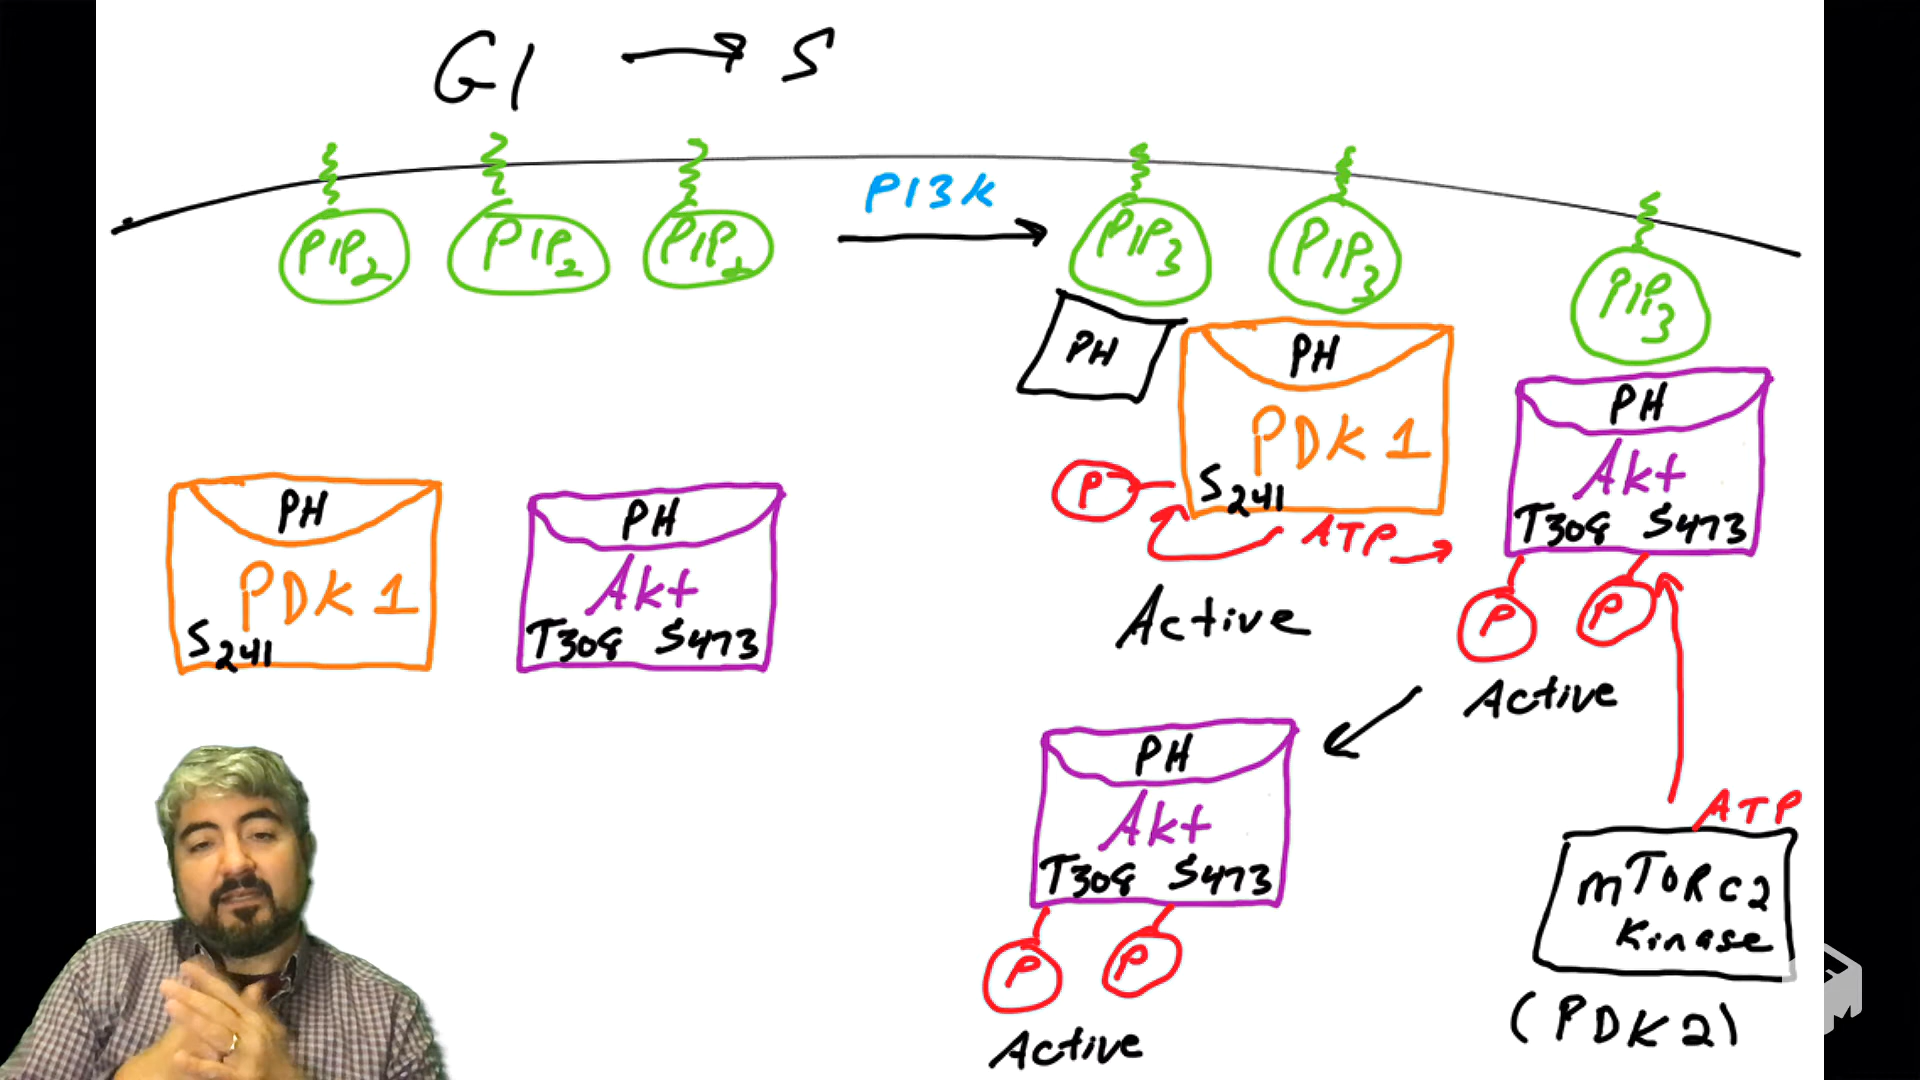 G1 → S
PI3K
PIP2
PIP2
PIP2
PIP3
PIP3
PIP3
PH
PH
PDK1
S241
P
ATP
Active
PH
Akt
T308 S473
P P
Active
PH
PDK1
S241
PH
Akt
T308 S473
PH
Akt
T308 S473
P P
Active
ATP
mTORC2
Kinase
(PDK2)